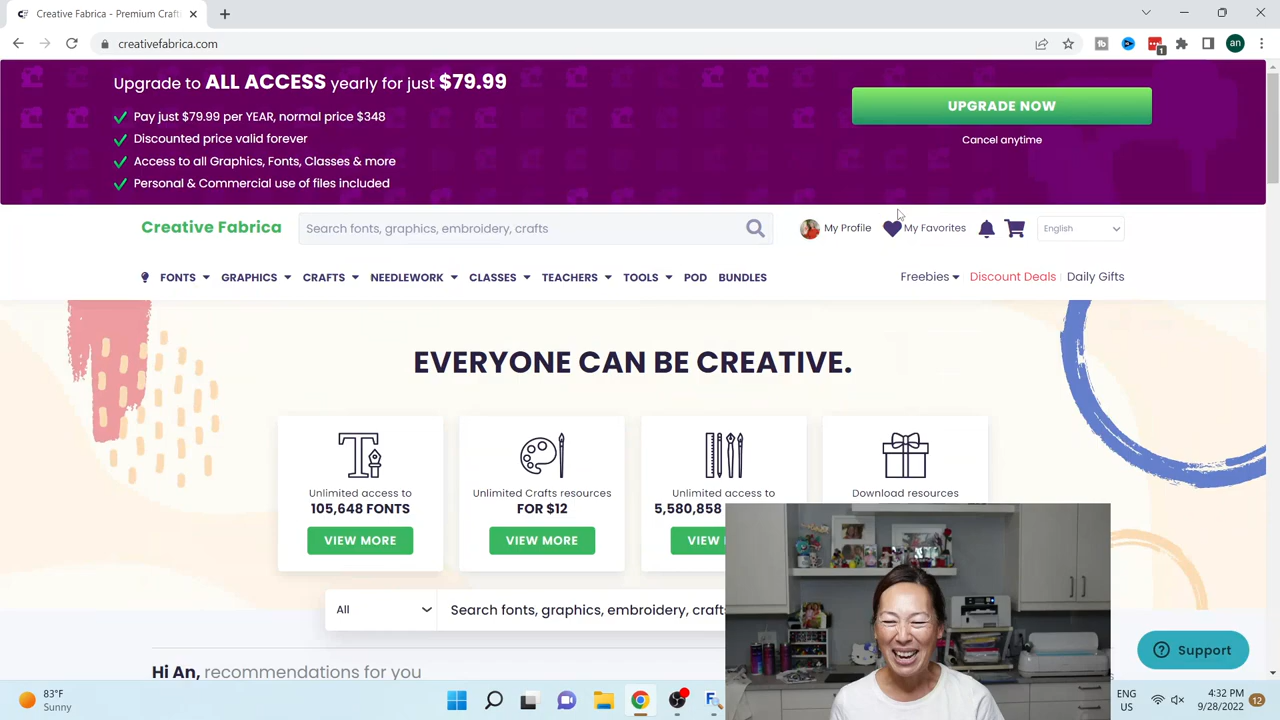 Creative Fabrica - Premium Craft
creativefabrica.com
1
an
Upgrade to ALL ACCESS yearly for just $79.99
Pay just $79.99 per YEAR, normal price $348
Discounted price valid forever
Access to all Graphics, Fonts, Classes & more
Personal & Commercial use of files included
UPGRADE NOW
Cancel anytime
Creative Fabrica
Search fonts, graphics, embroidery, crafts
My Profile
My Favorites
English
FONTS GRAPHICS CRAFTS NEEDLEWORK CLASSES TEACHERS TOOLS POD BUNDLES
Freebies Discount Deals Daily Gifts
EVERYONE CAN BE CREATIVE.
Unlimited access to
105,648 FONTS
VIEW MORE
Unlimited Crafts resources
FOR $12
VIEW MORE
Unlimited access to
5,580,858
VIEW
Download resources
All
Search fonts, graphics, embroidery, craft
Hi An, recommendations for you
Support
83°F
Sunny
ENG
US
4:32 PM
9/28/2022
12